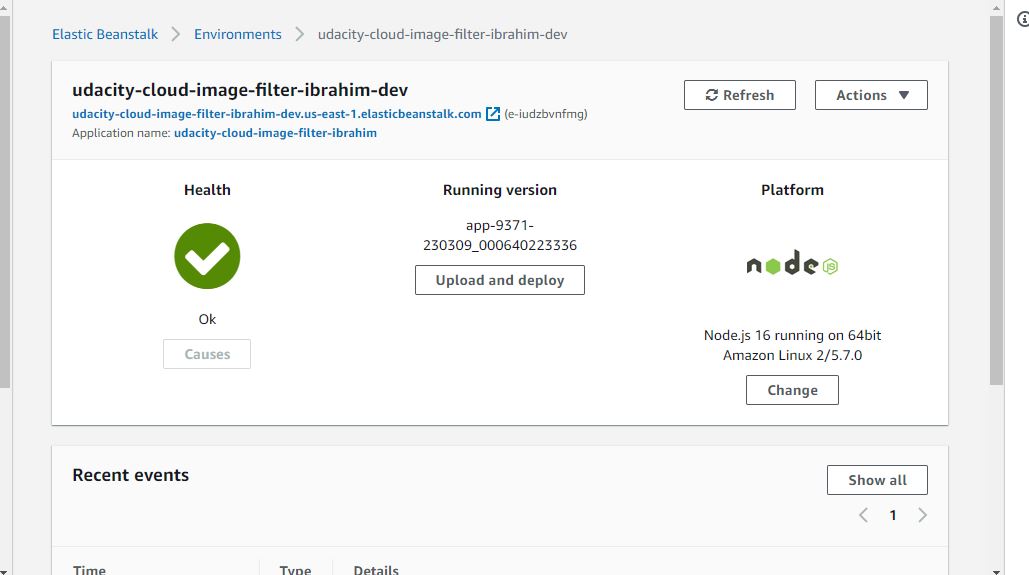 Elastic Beanstalk > Environments > udacity-cloud-image-filter-ibrahim-dev
udacity-cloud-image-filter-ibrahim-dev
Refresh
Actions
udacity-cloud-image-filter-ibrahim-dev.us-east-1.elasticbeanstalk.com (e-iudzbvnfmg)
Application name: udacity-cloud-image-filter-ibrahim
Health
Ok
Causes
Running version
app-9371-
230309_000640223336
Upload and deploy
Platform
node JS
Node.js 16 running on 64bit
Amazon Linux 2/5.7.0
Change
Recent events
Show all
1
Time Type Details